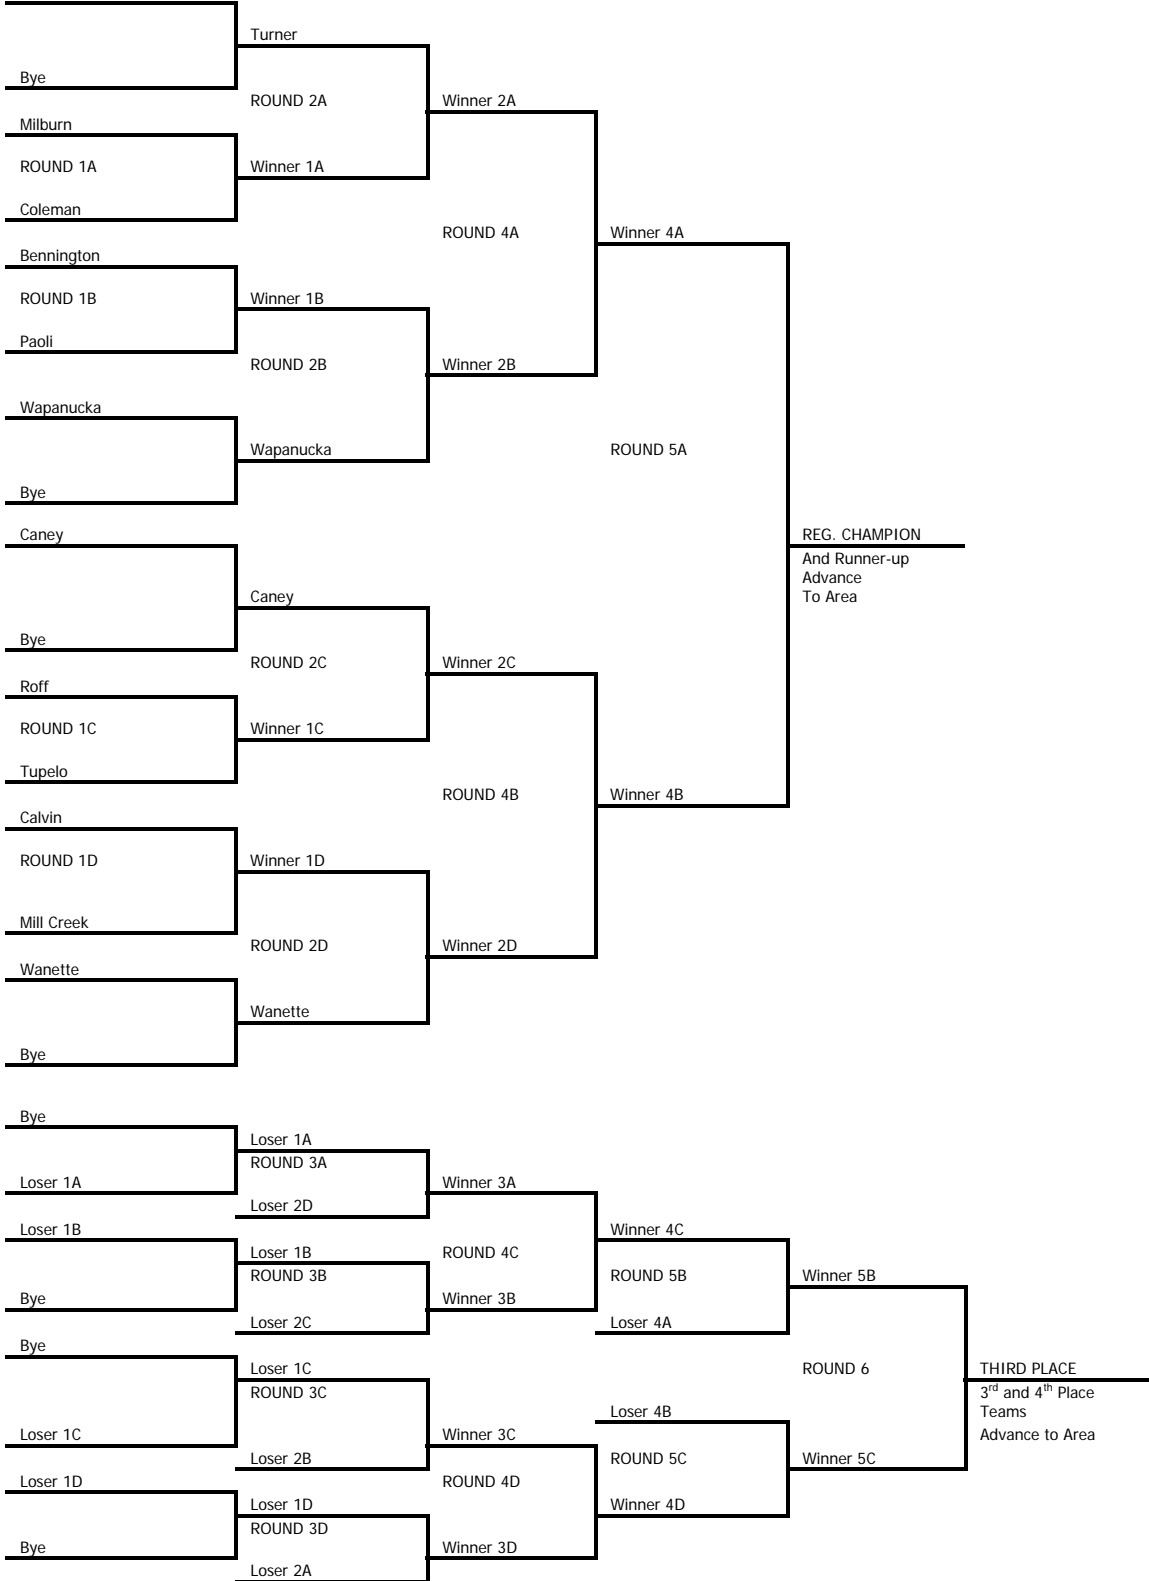 Turner
Bye
ROUND 2A
Winner 2A
Milburn
ROUND 1A
Winner 1A
Coleman
ROUND 4A
Winner 4A
Bennington
ROUND 1B
Winner 1B
Paoli
ROUND 2B
Winner 2B
Wapanucka
Wapanucka
ROUND 5A
Bye
Caney
REG. CHAMPION
And Runner-up
Advance
To Area
Caney
Bye
ROUND 2C
Winner 2C
Roff
ROUND 1C
Winner 1C
Tupelo
ROUND 4B
Winner 4B
Calvin
ROUND 1D
Winner 1D
Mill Creek
ROUND 2D
Winner 2D
Wanette
Wanette
Bye
Bye
Loser 1A
ROUND 3A
Loser 1A
Winner 3A
Loser 2D
Loser 1B
Winner 4C
Loser 1B
ROUND 4C
ROUND 3B
ROUND 5B
Winner 5B
Bye
Winner 3B
Loser 2C
Loser 4A
Bye
Loser 1C
ROUND 6
THIRD PLACE
ROUND 3C
3rd and 4th Place
Teams
Advance to Area
Loser 4B
Loser 1C
Winner 3C
Loser 2B
ROUND 5C
Winner 5C
Loser 1D
ROUND 4D
Loser 1D
Winner 4D
ROUND 3D
Bye
Winner 3D
Loser 2A